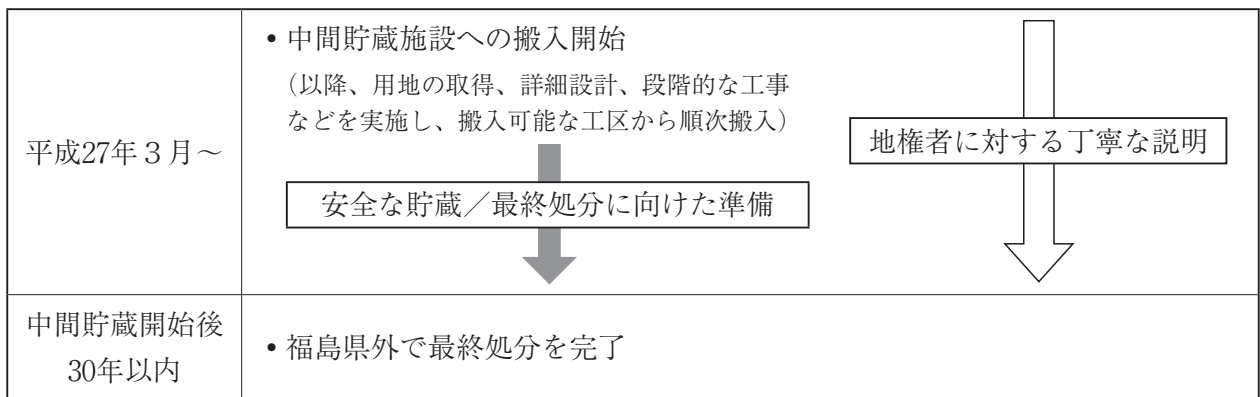 平成27年３月～
• 中間貯蔵施設への搬入開始
（以降、用地の取得、詳細設計、段階的な工事
などを実施し、搬入可能な工区から順次搬入）
安全な貯蔵／最終処分に向けた準備
地権者に対する丁寧な説明
中間貯蔵開始後
30年以内
• 福島県外で最終処分を完了